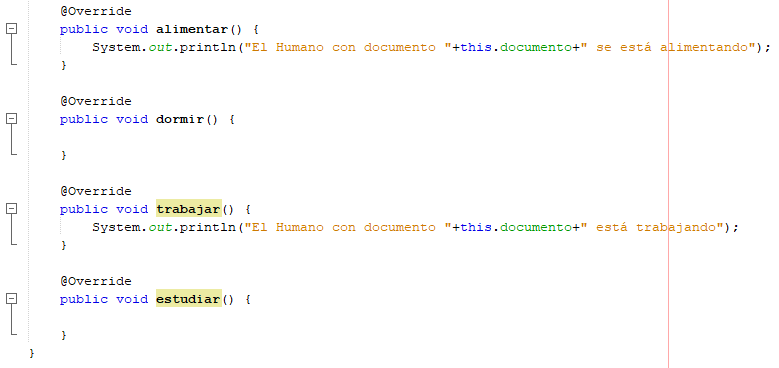 @Override
public void alimentar() {
System.out.println("El Humano con documento "+this.documento+" se está alimentando");
}
@Override
public void dormir() {
}
@Override
public void trabajar() {
System.out.println("El Humano con documento "+this.documento+" está trabajando");
}
@Override
public void estudiar() {
}
}